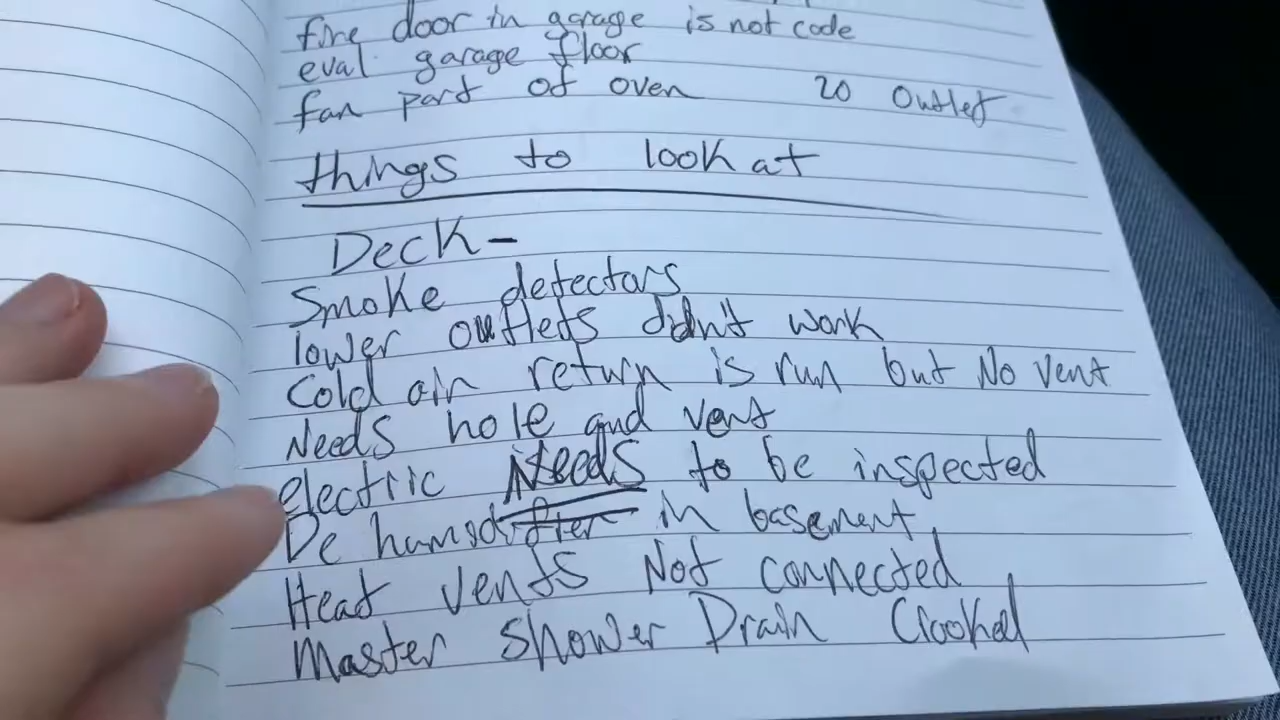 fire door in garage is not code
eval garage floor
fan part of oven 20 outlet
things to look at
Deck-
Smoke detectors
lower outlets didn't work
Cold air return is run but No vent
Needs hole and vent
electric Needs to be inspected
De humidifier in basement
Heat vents Not connected
Master Shower Drain Crooked